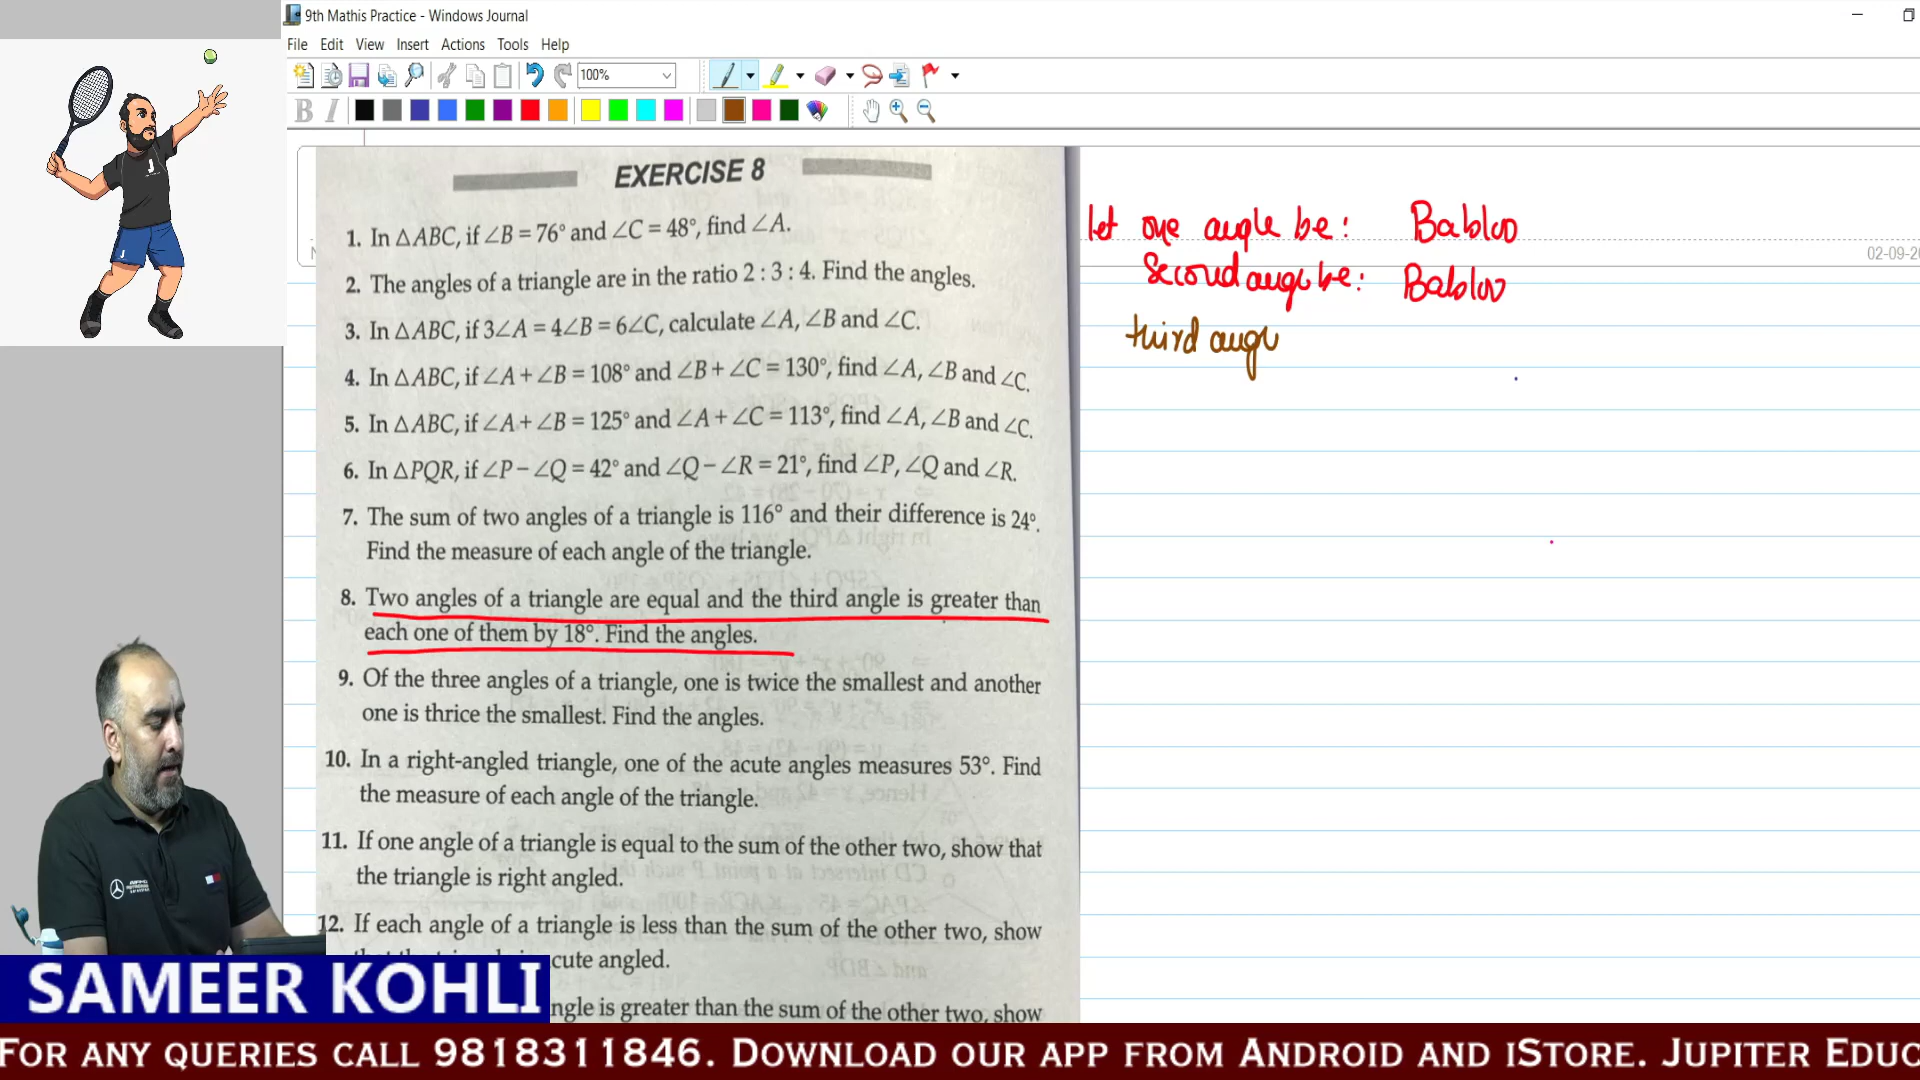 9th Mathis Practice - Windows Journal
File Edit View Insert Actions Tools Help
100%
B I
EXERCISE 8
1. In △ABC, if ∠B = 76° and ∠C = 48°, find ∠A.
2. The angles of a triangle are in the ratio 2 : 3 : 4. Find the angles.
3. In △ABC, if 3∠A = 4∠B = 6∠C, calculate ∠A, ∠B and ∠C.
4. In △ABC, if ∠A + ∠B = 108° and ∠B + ∠C = 130°, find ∠A, ∠B and ∠C.
5. In △ABC, if ∠A + ∠B = 125° and ∠A + ∠C = 113°, find ∠A, ∠B and ∠C.
6. In △PQR, if ∠P − ∠Q = 42° and ∠Q − ∠R = 21°, find ∠P, ∠Q and ∠R.
7. The sum of two angles of a triangle is 116° and their difference is 24°.
Find the measure of each angle of the triangle.
8. Two angles of a triangle are equal and the third angle is greater than
each one of them by 18°. Find the angles.
9. Of the three angles of a triangle, one is twice the smallest and another
one is thrice the smallest. Find the angles.
10. In a right-angled triangle, one of the acute angles measures 53°. Find
the measure of each angle of the triangle.
11. If one angle of a triangle is equal to the sum of the other two, show that
the triangle is right angled.
12. If each angle of a triangle is less than the sum of the other two, show
cute angled.
ngle is greater than the sum of the other two, show
let one angle be: Babloo
Second ange be: Babloo
third ange
02-09-20
SAMEER KOHLI
FOR ANY QUERIES CALL 9818311846. DOWNLOAD OUR APP FROM ANDROID AND ISTORE. JUPITER EDUC